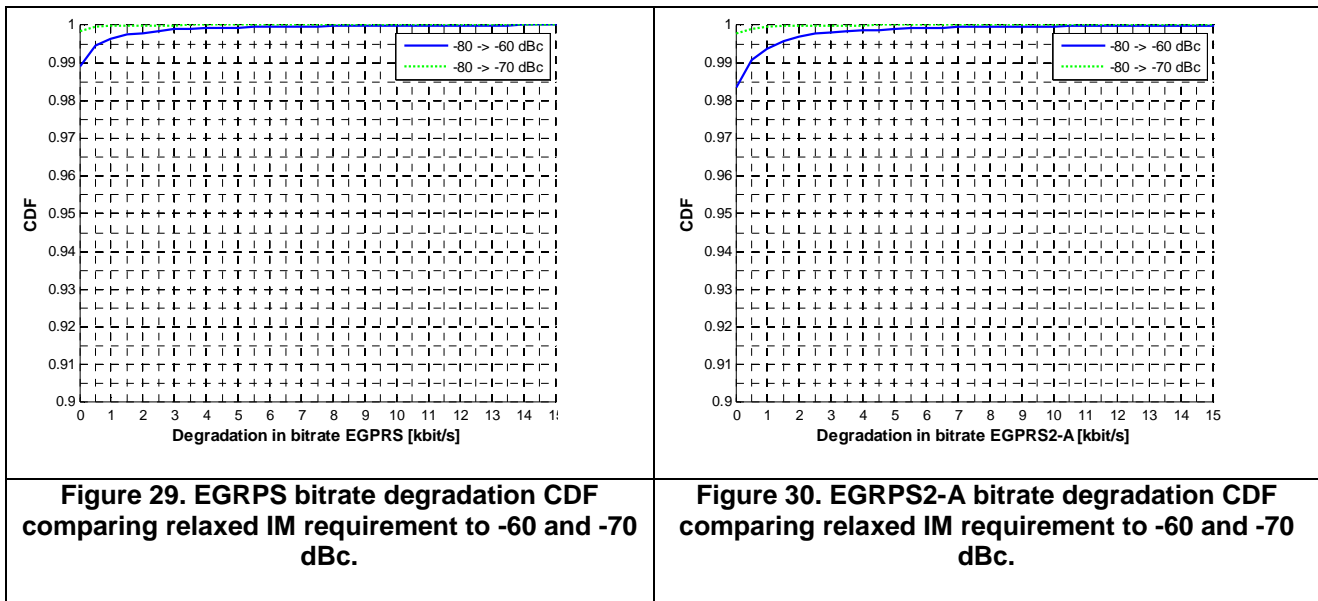 1
0.99
0.98
0.97
0.96
0.95
0.94
0.93
0.92
0.91
0.9
CDF
-80 -> -60 dBc
-80 -> -70 dBc
0 1 2 3 4 5 6 7 8 9 10 11 12 13 14
Degradation in bitrate EGPRS [kbit/s]
Figure 29. EGRPS bitrate degradation CDF
comparing relaxed IM requirement to -60 and -70
dBc.
1
0.99
0.98
0.97
0.96
0.95
0.94
0.93
0.92
0.91
0.9
CDF
-80 -> -60 dBc
-80 -> -70 dBc
0 1 2 3 4 5 6 7 8 9 10 11 12 13 14 15
Degradation in bitrate EGPRS2-A [kbit/s]
Figure 30. EGRPS2-A bitrate degradation CDF
comparing relaxed IM requirement to -60 and -70
dBc.